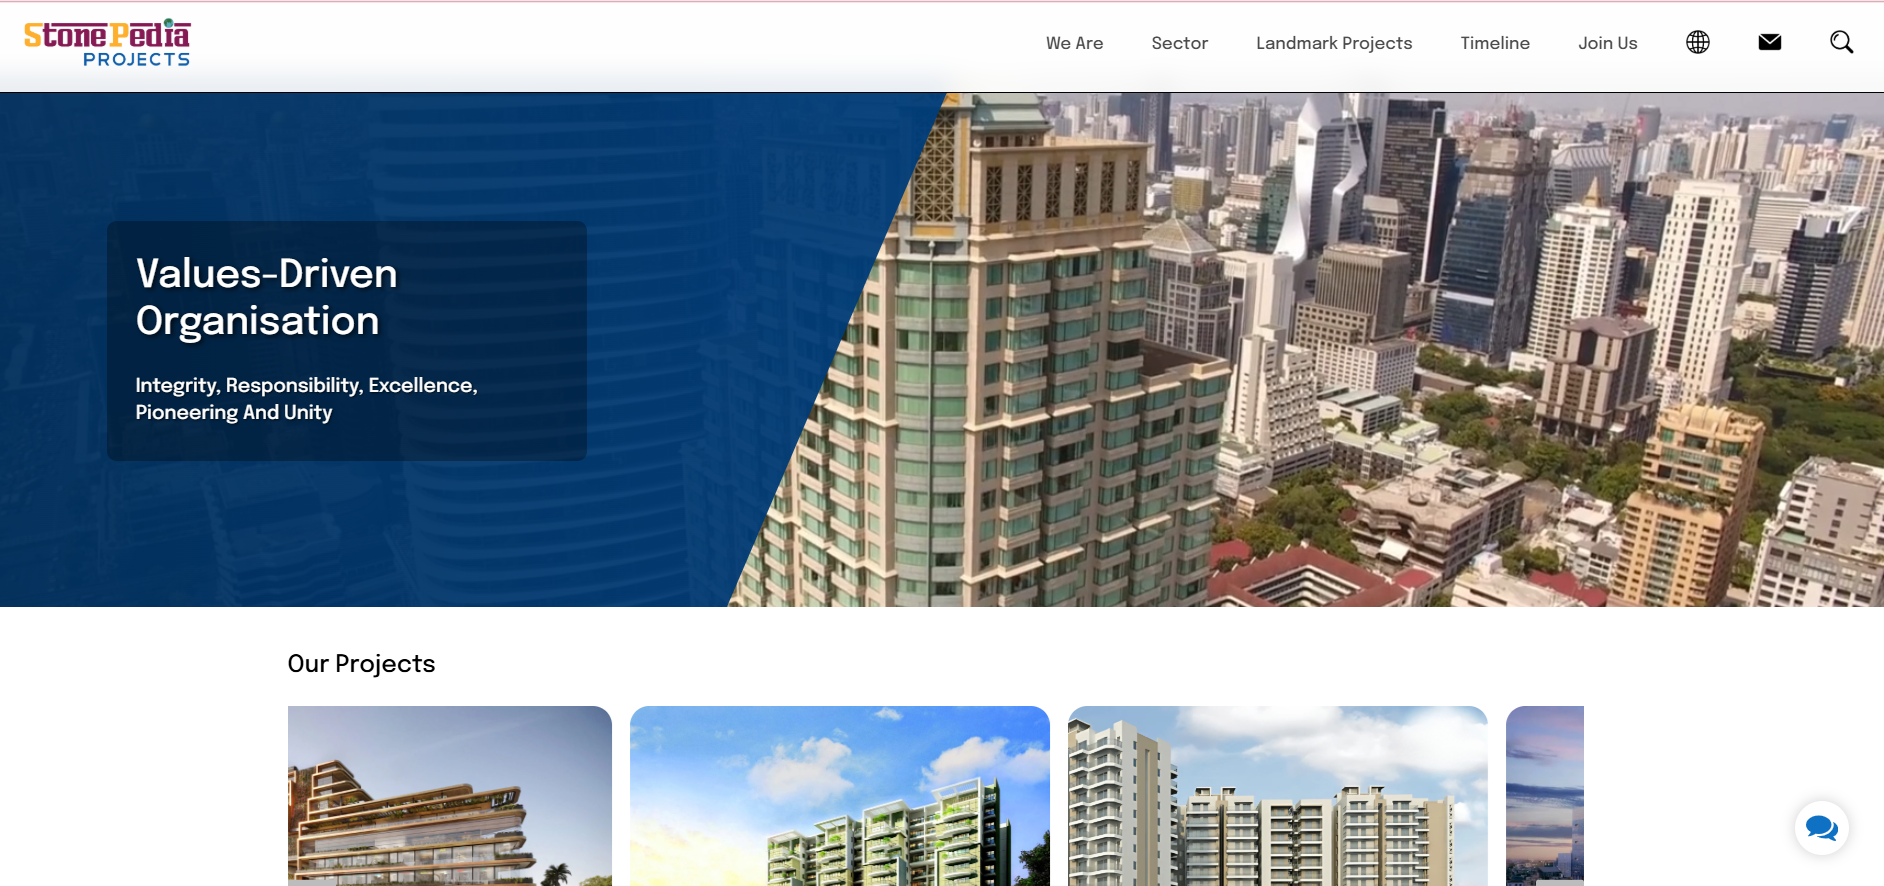 StonePedia
PROJECTS
We Are
Sector
Landmark Projects
Timeline
Join Us
Values-Driven
Organisation
Integrity, Responsibility, Excellence,
Pioneering And Unity
Our Projects